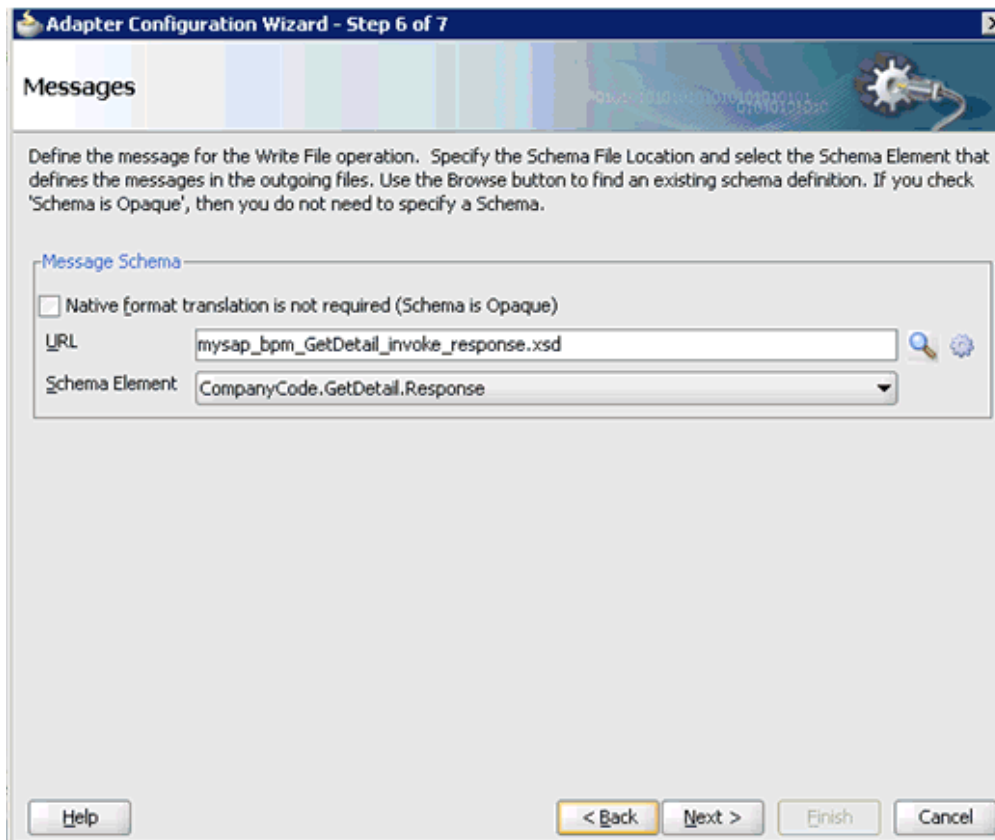 Adapter Configuration Wizard - Step 6 of 7
Messages
Define the message for the Write File operation.  Specify the Schema File Location and select the Schema Element that
defines the messages in the outgoing files. Use the Browse button to find an existing schema definition. If you check
'Schema is Opaque', then you do not need to specify a Schema.
Message Schema
Native format translation is not required (Schema is Opaque)
URL mysap_bpm_GetDetail_invoke_response.xsd
Schema Element CompanyCode.GetDetail.Response
Help < Back Next > Finish Cancel